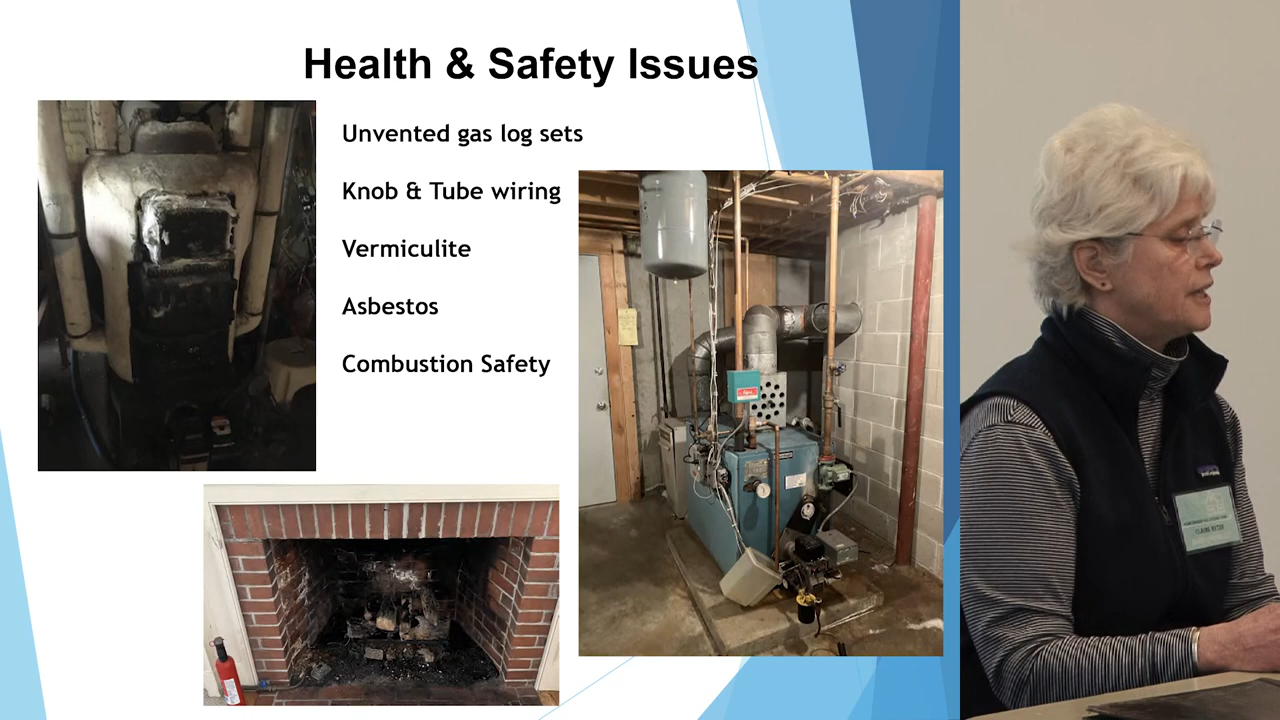 Health & Safety Issues
Unvented gas log sets
Knob & Tube wiring
Vermiculite
Asbestos
Combustion Safety